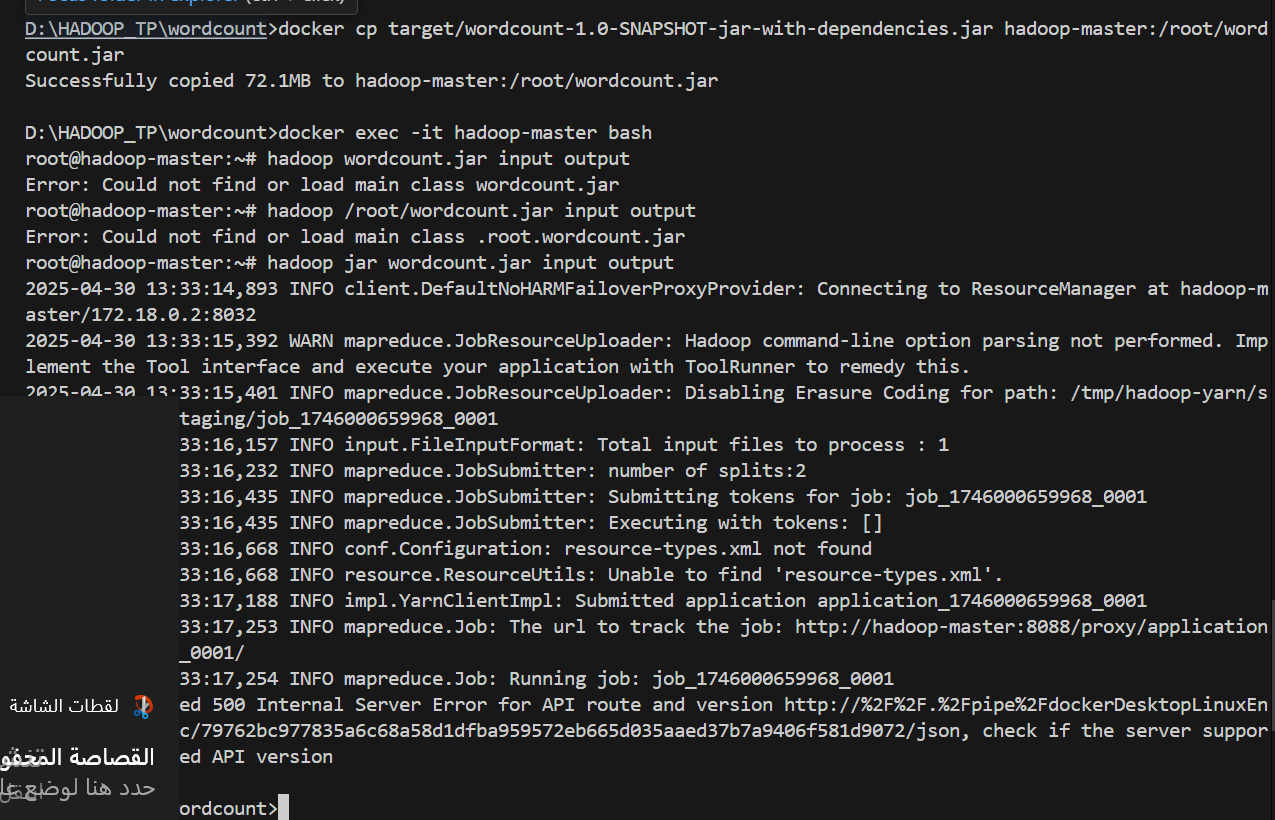 D:\HADOOP_TP\wordcount>docker cp target/wordcount-1.0-SNAPSHOT-jar-with-dependencies.jar hadoop-master:/root/word
count.jar
Successfully copied 72.1MB to hadoop-master:/root/wordcount.jar
D:\HADOOP_TP\wordcount>docker exec -it hadoop-master bash
root@hadoop-master:~# hadoop wordcount.jar input output
Error: Could not find or load main class wordcount.jar
root@hadoop-master:~# hadoop /root/wordcount.jar input output
Error: Could not find or load main class .root.wordcount.jar
root@hadoop-master:~# hadoop jar wordcount.jar input output
2025-04-30 13:33:14,893 INFO client.DefaultNoHARMFailoverProxyProvider: Connecting to ResourceManager at hadoop-m
aster/172.18.0.2:8032
2025-04-30 13:33:15,392 WARN mapreduce.JobResourceUploader: Hadoop command-line option parsing not performed. Imp
lement the Tool interface and execute your application with ToolRunner to remedy this.
2025-04-30 13:33:15,401 INFO mapreduce.JobResourceUploader: Disabling Erasure Coding for path: /tmp/hadoop-yarn/s
taging/job_1746000659968_0001
33:16,157 INFO input.FileInputFormat: Total input files to process : 1
33:16,232 INFO mapreduce.JobSubmitter: number of splits:2
33:16,435 INFO mapreduce.JobSubmitter: Submitting tokens for job: job_1746000659968_0001
33:16,435 INFO mapreduce.JobSubmitter: Executing with tokens: []
33:16,668 INFO conf.Configuration: resource-types.xml not found
33:16,668 INFO resource.ResourceUtils: Unable to find 'resource-types.xml'.
33:17,188 INFO impl.YarnClientImpl: Submitted application application_1746000659968_0001
33:17,253 INFO mapreduce.Job: The url to track the job: http://hadoop-master:8088/proxy/application
_0001/
33:17,254 INFO mapreduce.Job: Running job: job_1746000659968_0001
ed 500 Internal Server Error for API route and version http://%2F%2F.%2Fpipe%2FdockerDesktopLinuxEn
c/79762bc977835a6c68a58d1dfba959572eb665d035aaed37b7a9406f581d9072/json, check if the server suppor
ed API version
ordcount>
لقطات الشاشة
القصاصة
حدد هنا لوضع